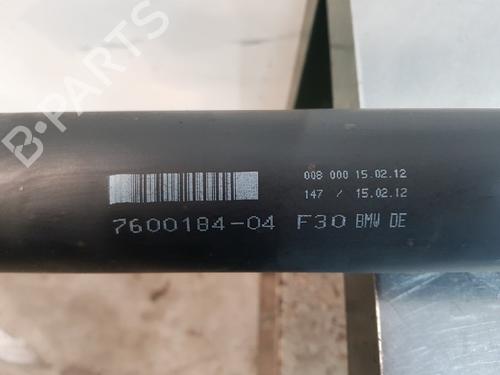 B-PARTS
008 000 15.02.12
147 / 15.02.12
7600184-04 F30 BMW DE